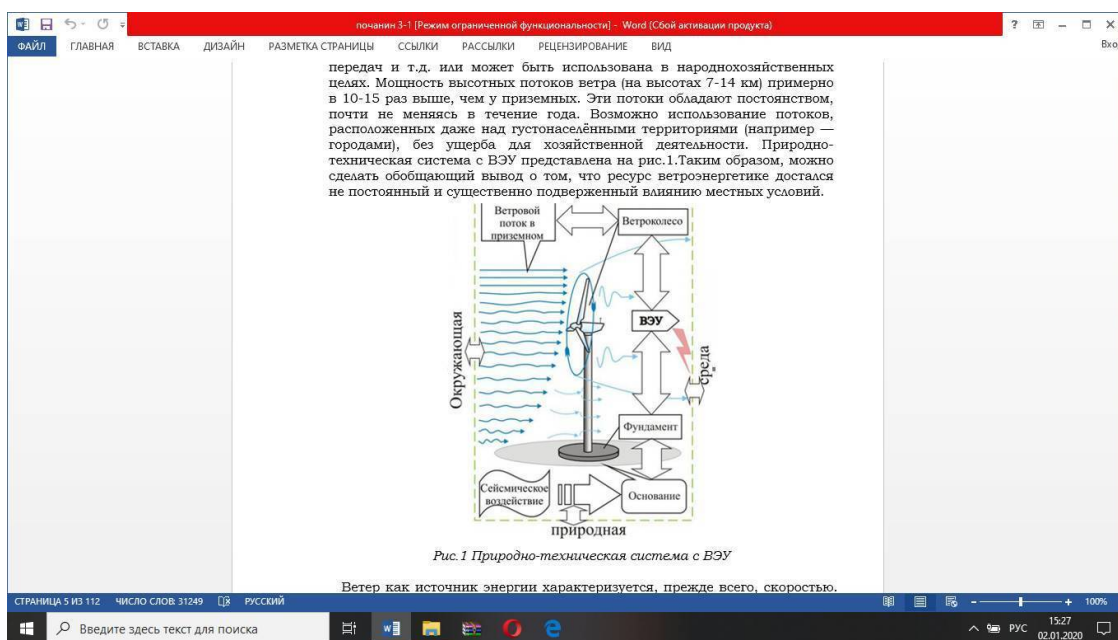 почанин 3-1 [Режим ограниченной функциональности] - Word (Сбой активации продукта)
ФАЙЛ ГЛАВНАЯ ВСТАВКА ДИЗАЙН РАЗМЕТКА СТРАНИЦЫ ССЫЛКИ РАССЫЛКИ РЕЦЕНЗИРОВАНИЕ ВИД Вхо
передач и т.д. или может быть использована в народнохозяйственных
целях. Мощность высотных потоков ветра (на высотах 7-14 км) примерно
в 10-15 раз выше, чем у приземных. Эти потоки обладают постоянством,
почти не меняясь в течение года. Возможно использование потоков,
расположенных даже над густонаселёнными территориями (например —
городами), без ущерба для хозяйственной деятельности. Природно-
техническая система с ВЭУ представлена на рис.1.Таким образом, можно
сделать обобщающий вывод о том, что ресурс ветроэнергетике достался
не постоянный и существенно подверженный влиянию местных условий.
Ветровой
поток в
приземном
Ветроколесо
ВЭУ
Окружающая
среда
Фундамент
Сейсмическое
воздействие
Основание
природная
Рис.1 Природно-техническая система с ВЭУ
Ветер как источник энергии характеризуется, прежде всего, скоростью.
СТРАНИЦА 5 ИЗ 112 ЧИСЛО СЛОВ: 31249 РУССКИЙ 100%
Введите здесь текст для поиска
РУС
15:27
02.01.2020